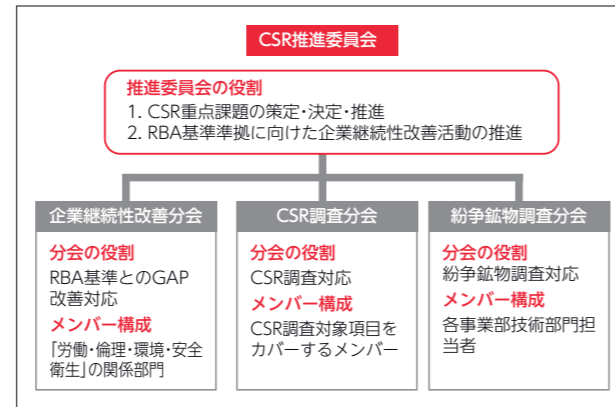 CSR推進委員会
推進委員会の役割
1. CSR重点課題の策定・決定・推進
2. RBA基準準拠に向けた企業継続性改善活動の推進
企業継続性改善分会
分会の役割
RBA基準とのGAP
改善対応
メンバー構成
「労働・倫理・環境・安全
衛生」の関係部門
CSR調査分会
分会の役割
CSR調査対応
メンバー構成
CSR調査対象項目を
カバーするメンバー
紛争鉱物調査分会
分会の役割
紛争鉱物調査対応
メンバー構成
各事業部技術部門担
当者